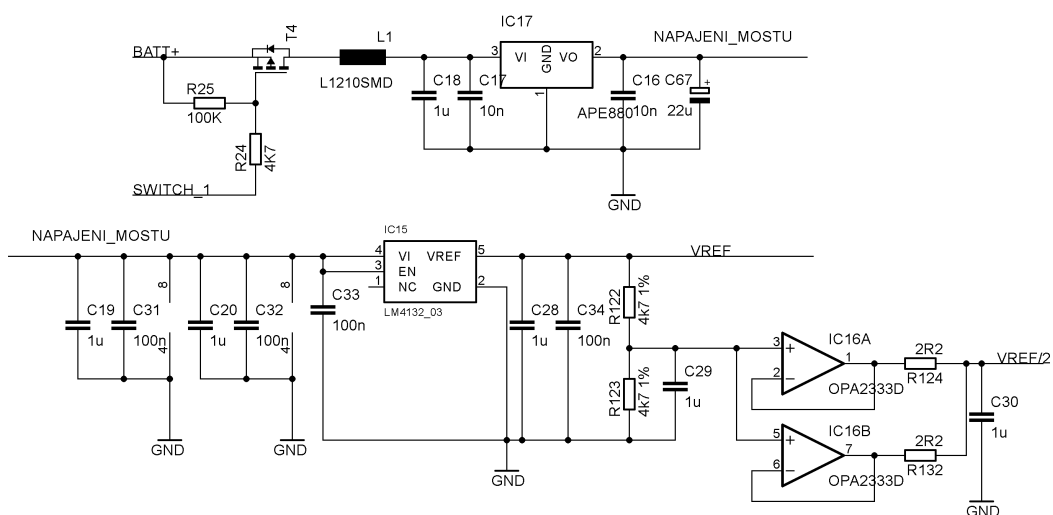 T4
IC17
BATT+
L1
L1210SMD
3
VI
GND
VO
2
1
NAPAJENI_MOSTU
R25
100K
C18
1u
C17
10n
C16
10n
APE880
C67
+
22u
R24
4K7
SWITCH_1
GND
NAPAJENI_MOSTU
IC15
4
VI
VREF
5
3
EN
1
NC
GND
2
LM4132_03
VREF
C19
1u
C31
100n
8
4
C20
1u
C32
100n
8
4
C33
100n
C28
1u
C34
100n
R122
4k7 1%
R123
4k7 1%
C29
1u
GND
GND
GND
IC16A
3
+
2
−
1
OPA2333D
2R2
R124
VREF/2
IC16B
5
+
6
−
7
OPA2333D
2R2
R132
C30
1u
GND